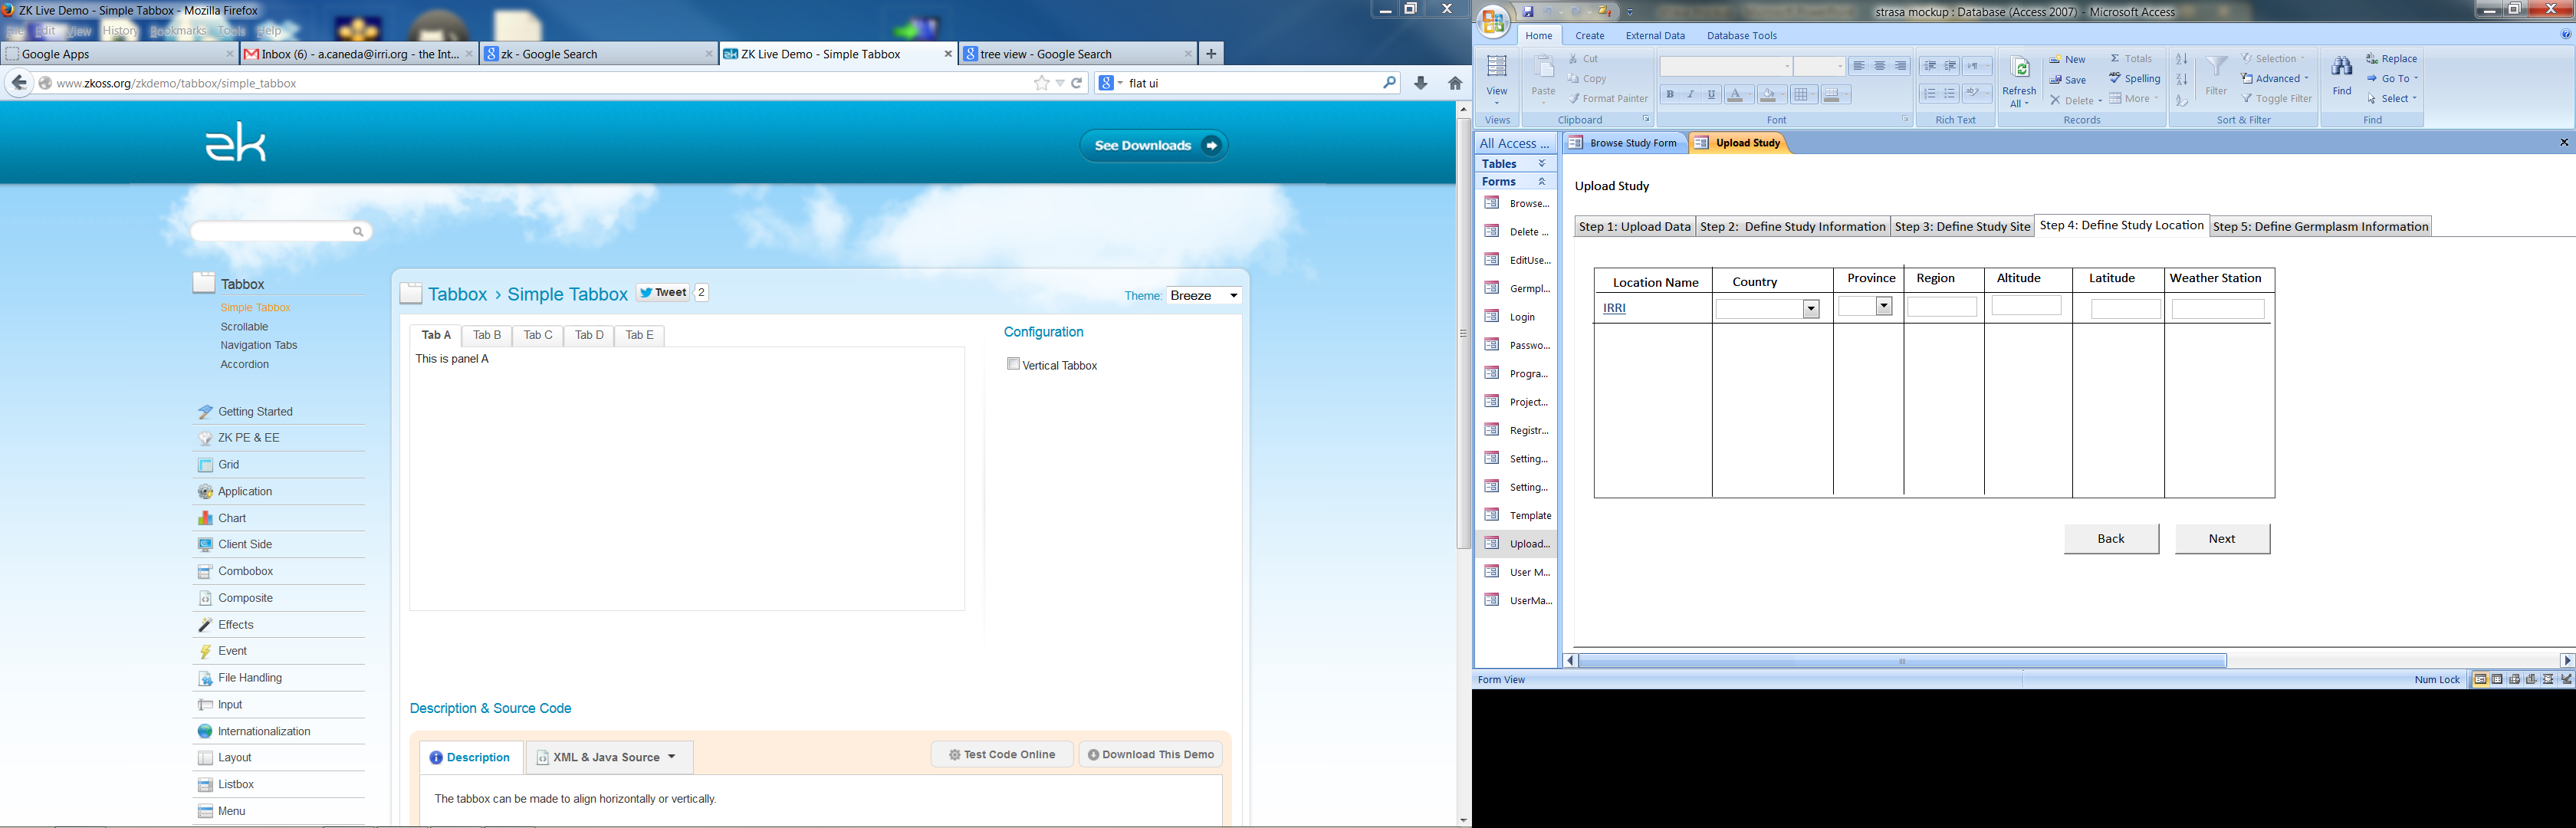 ZK Live Demo - Simple Tabbox - Mozilla Firefox
File Edit View History Bookmarks Tools Help
Google Apps
Inbox (6) - a.caneda@irri.org - the Int...
zk - Google Search
ZK Live Demo - Simple Tabbox
tree view - Google Search
www.zkoss.org/zkdemo/tabbox/simple_tabbox
flat ui
zk
See Downloads
Tabbox
Simple Tabbox
Scrollable
Navigation Tabs
Accordion
Getting Started
ZK PE & EE
Grid
Application
Chart
Client Side
Combobox
Composite
Effects
Event
File Handling
Input
Internationalization
Layout
Listbox
Menu
Tabbox › Simple Tabbox
Tweet 2
Theme: Breeze
Tab A Tab B Tab C Tab D Tab E
This is panel A
Configuration
Vertical Tabbox
Description & Source Code
Description
XML & Java Source
Test Code Online
Download This Demo
The tabbox can be made to align horizontally or vertically.
strasa mockup : Database (Access 2007) - Microsoft Access
Home Create External Data Database Tools
View
Views
Paste
Cut
Copy
Format Painter
Clipboard
B I U A
Font
Rich Text
Refresh All
New
Save
Delete
Totals
Spelling
More
Records
Filter
Selection
Advanced
Toggle Filter
Sort & Filter
Find
Replace
Go To
Select
Find
All Access ...
Tables
Forms
Browse...
Delete ...
EditUse...
Germpl...
Login
Passwo...
Progra...
Project...
Registr...
Setting...
Setting...
Template
Upload...
User M...
UserMa...
Browse Study Form
Upload Study
Upload Study
Step 1: Upload Data
Step 2: Define Study Information
Step 3: Define Study Site
Step 4: Define Study Location
Step 5: Define Germplasm Information
Location Name Country Province Region Altitude Latitude Weather Station
IRRI
Back
Next
Form View
Num Lock